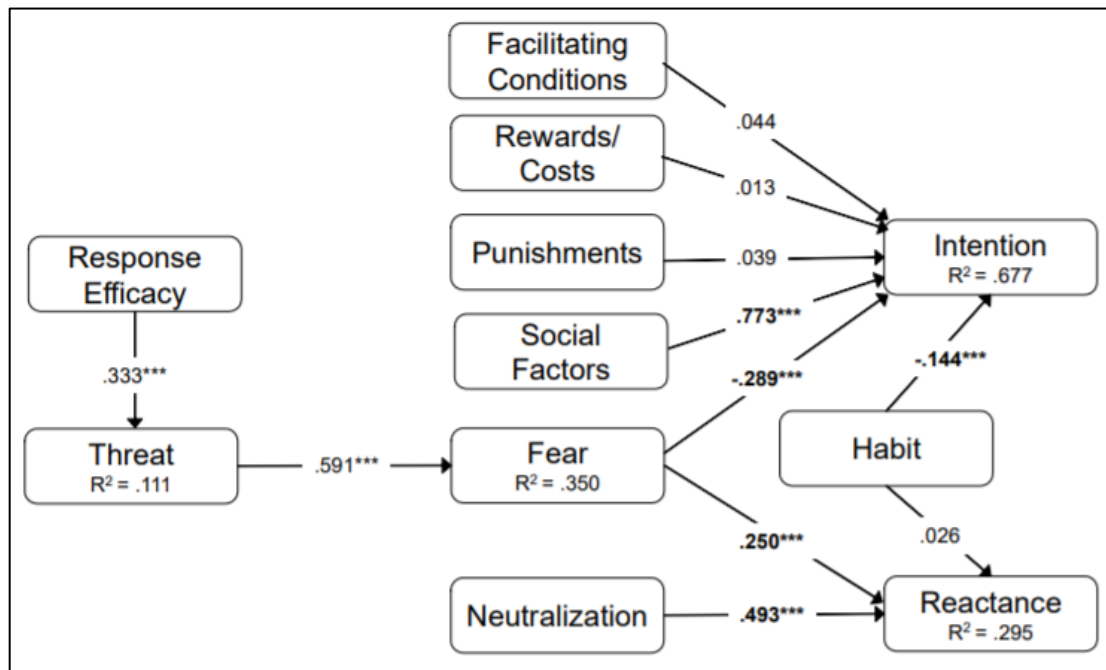 Facilitating
Conditions
.044
Rewards/
Costs
.013
Punishments
.039
Intention
R² = .677
Response
Efficacy
Social
Factors
.773***
.333***
-.289***
-.144***
Threat
R² = .111
.591***
Fear
R² = .350
Habit
.250***
.026
Neutralization
.493***
Reactance
R² = .295